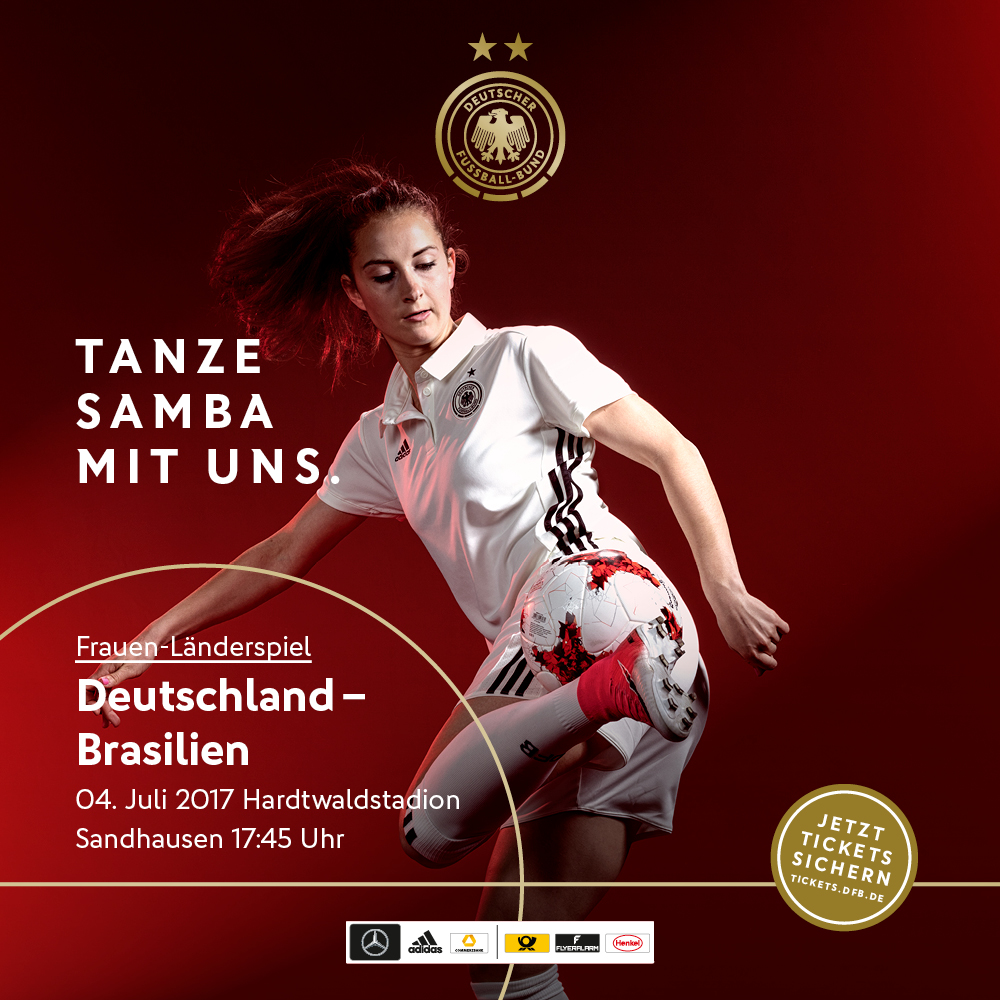 DEUTSCHER
FUSSBALL-BUND
TANZE
SAMBA
MIT UNS.
adidas
Frauen-Länderspiel
Deutschland –
Brasilien
04. Juli 2017 Hardtwaldstadion
Sandhausen 17:45 Uhr
JETZT
TICKETS
SICHERN
TICKETS.DFB.DE
adidas
COMMERZBANK
FLYERALARM
Henkel